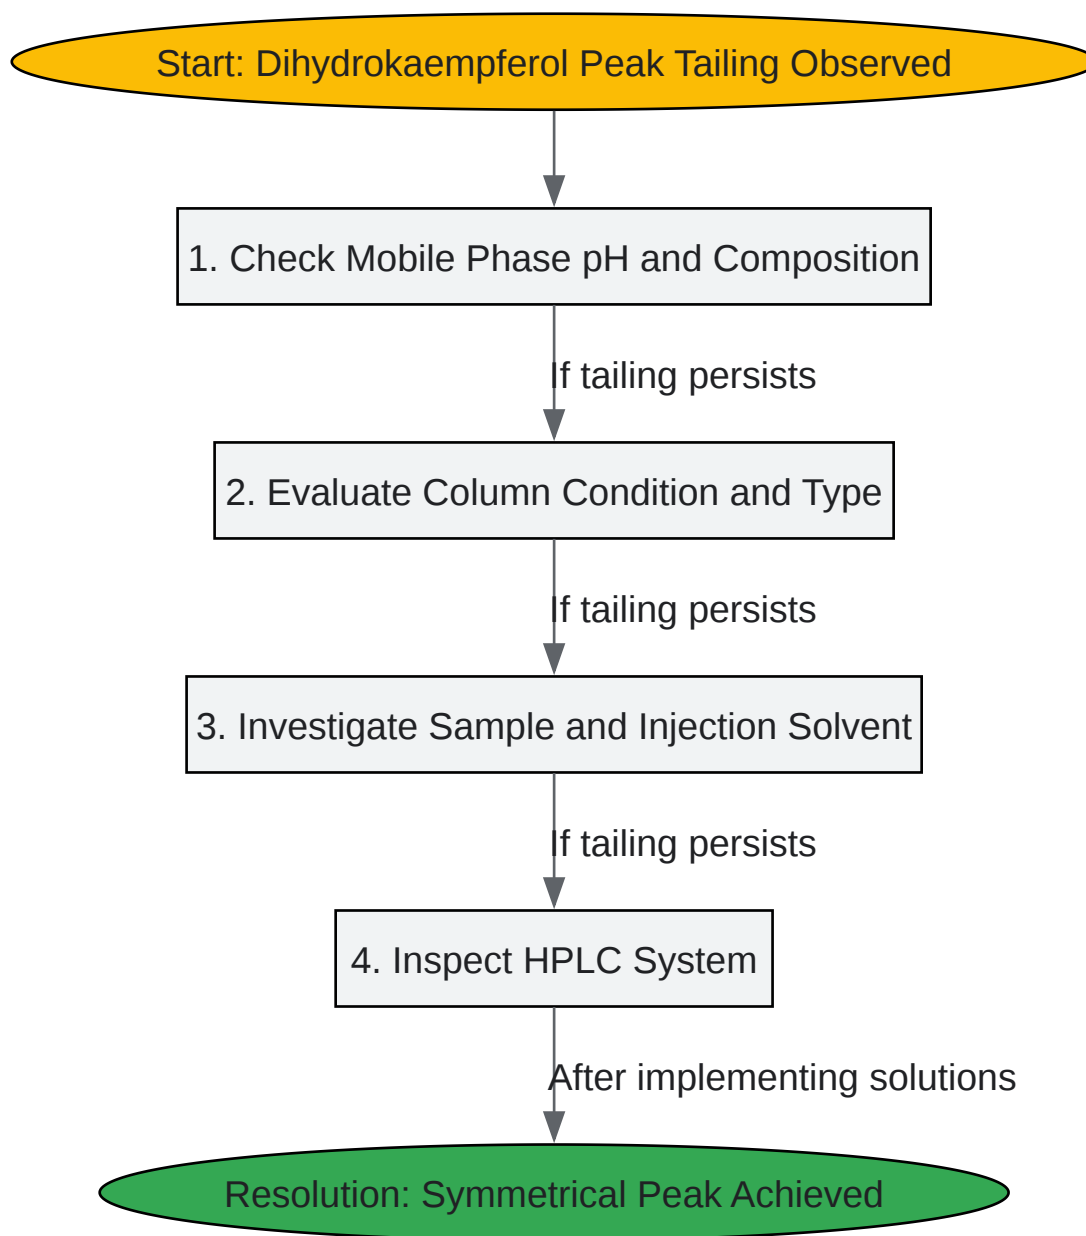 Start: Dihydrokaempferol Peak Tailing Observed
1. Check Mobile Phase pH and Composition
If tailing persists
2. Evaluate Column Condition and Type
If tailing persists
3. Investigate Sample and Injection Solvent
If tailing persists
4. Inspect HPLC System
After implementing solutions
Resolution: Symmetrical Peak Achieved